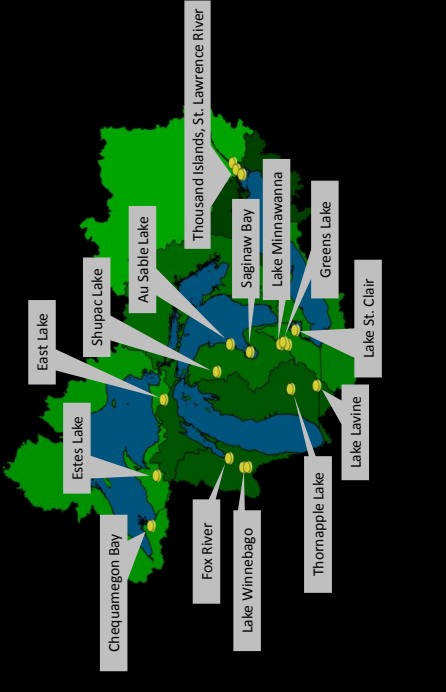 Chequamegon Bay
Estes Lake
East Lake
Shupac Lake
Au Sable Lake
Thousand Islands, St. Lawrence River
Fox River
Lake Winnebago
Saginaw Bay
Lake Minnawanna
Greens Lake
Thornapple Lake
Lake Lavine
Lake St. Clair